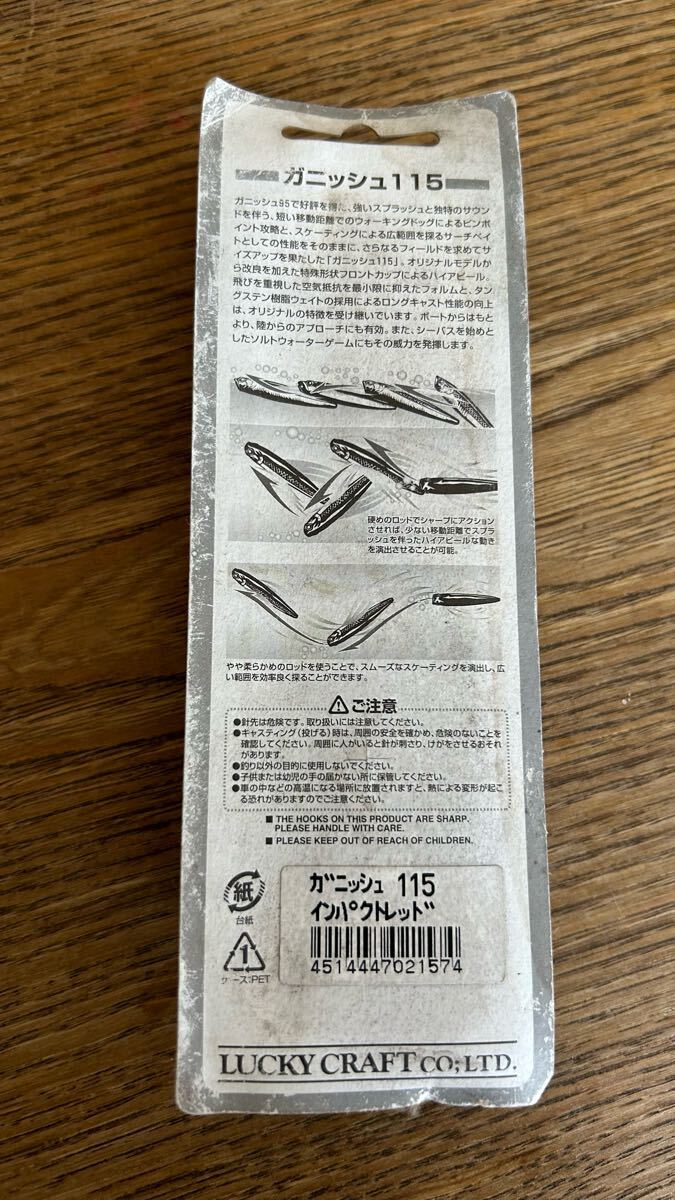 ガニッシュ115
ガニッシュ95で好評を得た、強いスプラッシュと独特のサウン
ドを伴う、短い移動距離でのウォーキングドッグによるピンポ
イント攻略と、スケーティングによる広範囲を探るサーチベイ
トとしての性能をそのままに、さらなるフィールドを求めてサ
イズアップを果たした「ガニッシュ115」。オリジナルモデルか
ら改良を加えた特殊形状フロントカップによるハイアピール。
飛びを重視した空気抵抗を最小限に抑えたフォルムと、タン
グステン樹脂ウェイトの採用によるロングキャスト性能の向上
は、オリジナルの特徴を受け継いでいます。ボートからはもと
より、陸からのアプローチにも有効。また、シーバスを始めと
したソルトウォーターゲームにもその威力を発揮します。
硬めのロッドでシャープにアクション
させれば、少ない移動距離でスプラ
ッシュを伴ったハイアピールな動き
を演出させることが可能。
やや柔らかめのロッドを使うことで、スムーズなスケーティングを演出し、広
い範囲を効率良く探ることができます。
⚠ご注意
●針先は危険です。取り扱いには注意してください。
●キャスティング(投げる)時は、周囲の安全を確かめ、危険のないことを
確認してください。周囲に人がいると針が刺さり、けがをさせるおそれ
があります。
●釣り以外の目的に使用しないでください。
●子供または幼児の手の届かない所に保管してください。
●車の中などの高温になる場所に放置されますと、熱による変形が起こ
る恐れがありますのでご注意ください。
■ THE HOOKS ON THIS PRODUCT ARE SHARP.
PLEASE HANDLE WITH CARE.
■ PLEASE KEEP OUT OF REACH OF CHILDREN.
紙
台紙
1
ケース:PET
ガニッシュ 115
インパクトレッド
4514447021574
LUCKY CRAFT CO;LTD.